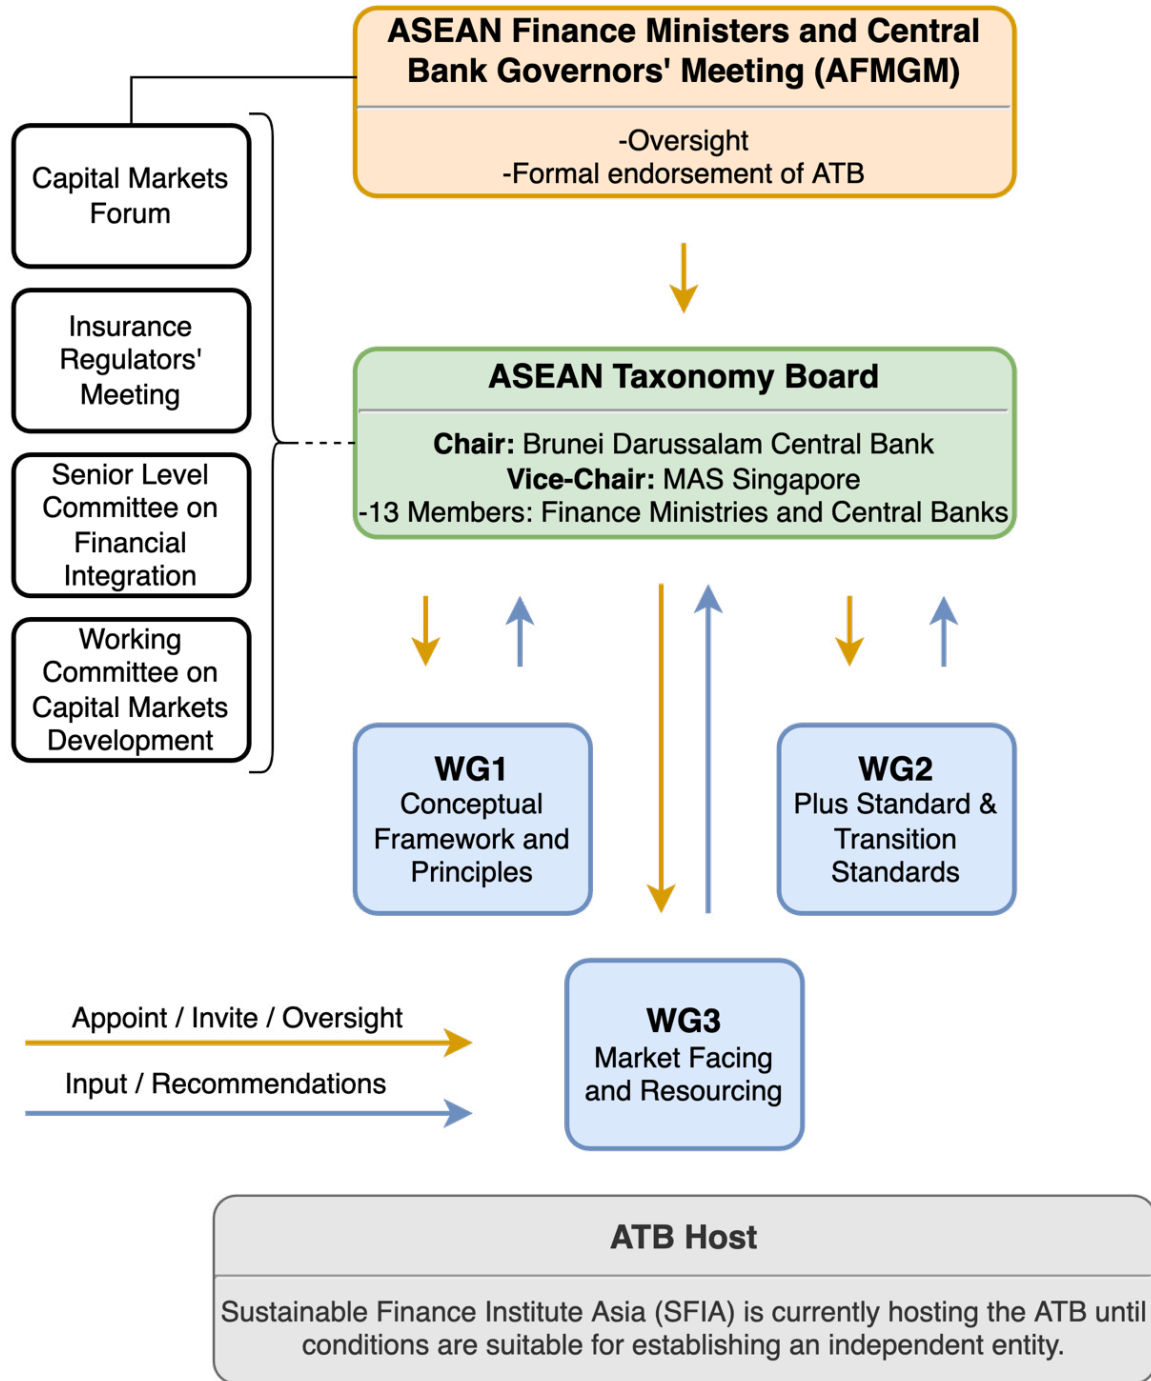 ASEAN Finance Ministers and Central
Bank Governors' Meeting (AFMGM)
-Oversight
-Formal endorsement of ATB
Capital Markets
Forum
Insurance
Regulators'
Meeting
Senior Level
Committee on
Financial
Integration
Working
Committee on
Capital Markets
Development
ASEAN Taxonomy Board
Chair: Brunei Darussalam Central Bank
Vice-Chair: MAS Singapore
-13 Members: Finance Ministries and Central Banks
WG1
Conceptual
Framework and
Principles
WG2
Plus Standard &
Transition
Standards
WG3
Market Facing
and Resourcing
Appoint / Invite / Oversight
Input / Recommendations
ATB Host
Sustainable Finance Institute Asia (SFIA) is currently hosting the ATB until
conditions are suitable for establishing an independent entity.